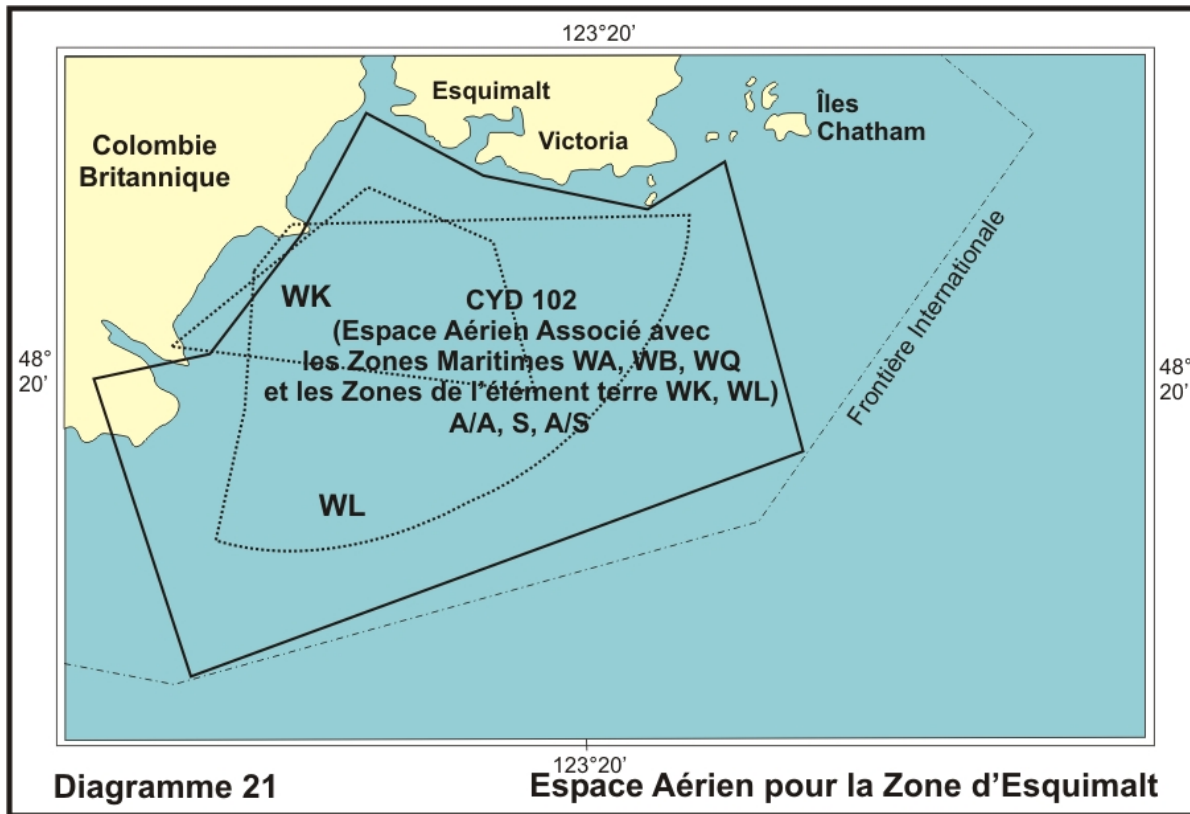 123°20'
Esquimalt
Victoria
Îles
Chatham
Colombie
Britannique
Frontière Internationale
WK
CYD 102
(Espace Aérien Associé avec
les Zones Maritimes WA, WB, WQ
et les Zones de l'élément terre WK, WL)
A/A, S, A/S
48°
20'
48°
20'
WL
123°20'
Diagramme 21
Espace Aérien pour la Zone d'Esquimalt